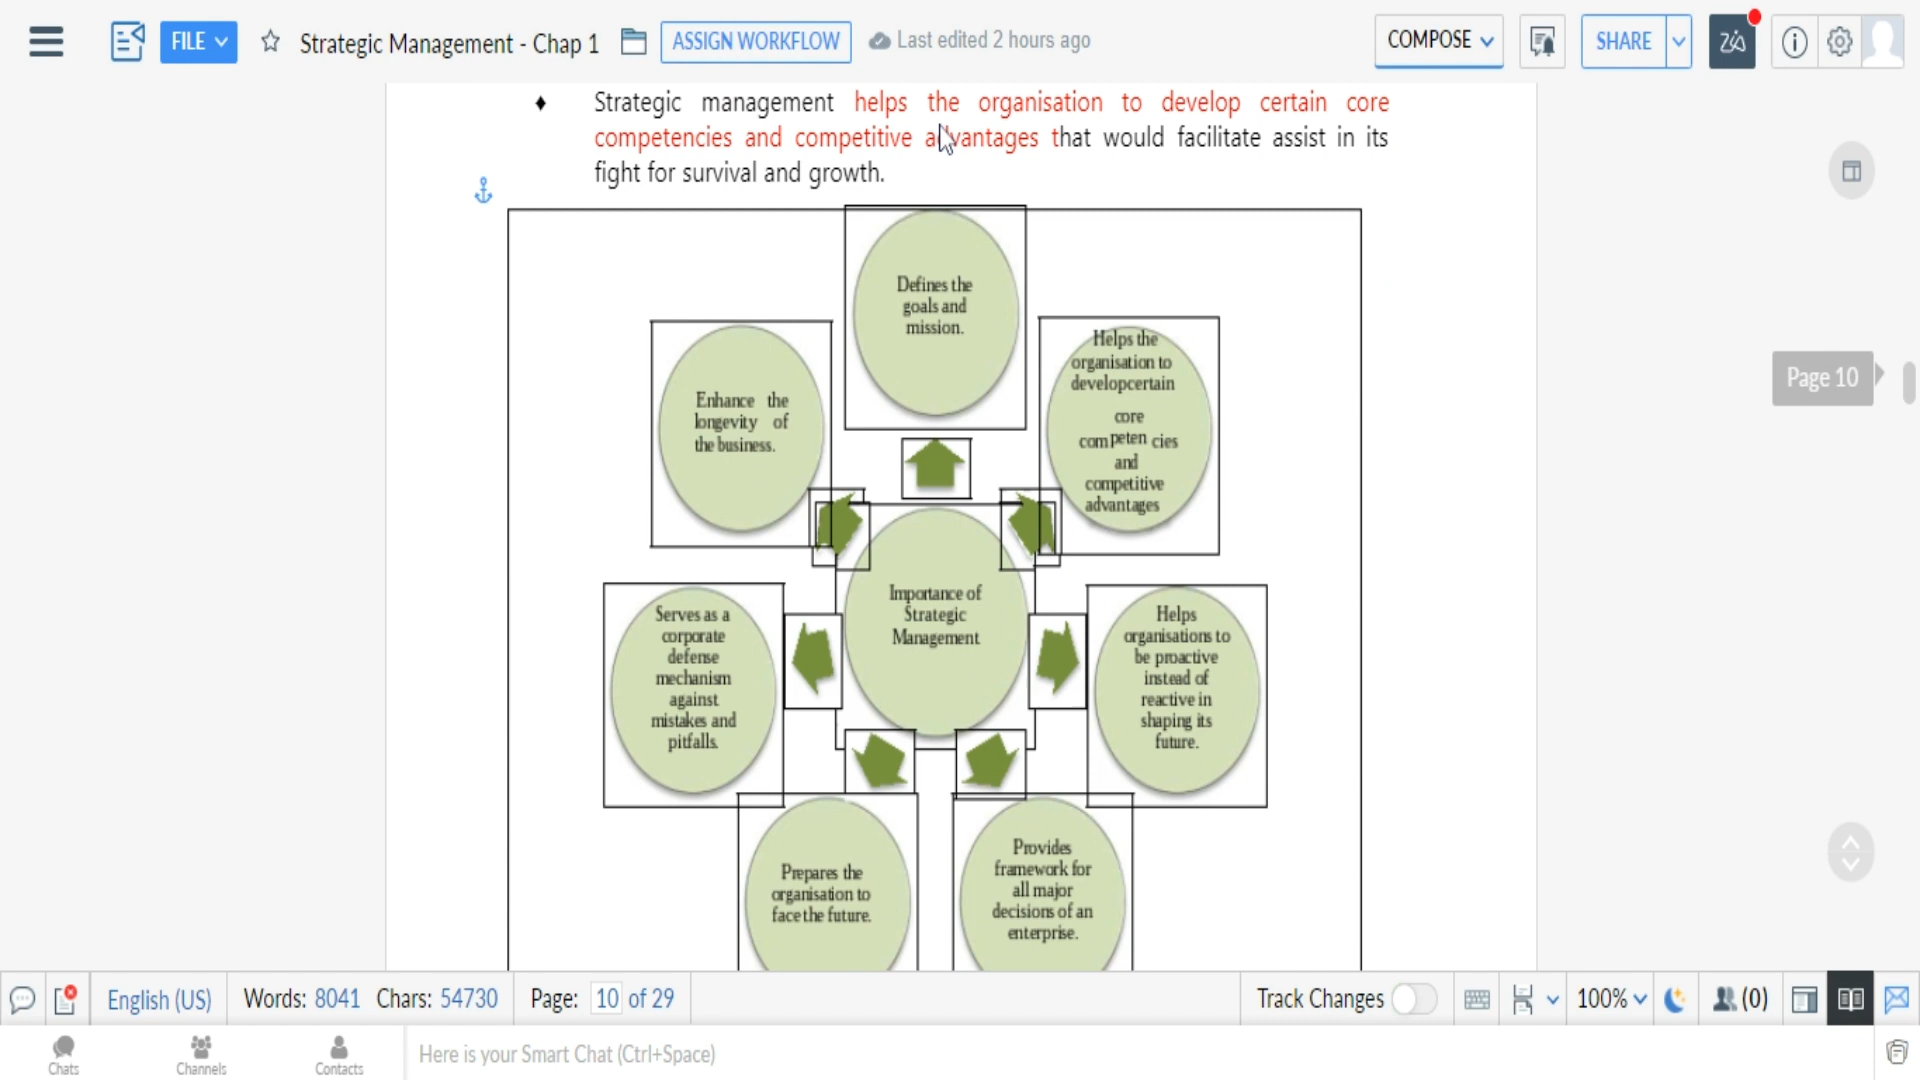 FILE
Strategic Management - Chap 1
ASSIGN WORKFLOW
Last edited 2 hours ago
COMPOSE
SHARE
Strategic management helps the organisation to develop certain core
competencies and competitive advantages that would facilitate assist in its
fight for survival and growth.
Defines the
goals and
mission.
Enhance the
longevity of
the business.
Helps the
organisation to
developcertain
core
competen cies
and
competitive
advantages
Importance of
Strategic
Management
Serves as a
corporate
defense
mechanism
against
mistakes and
pitfalls.
Helps
organisations to
be proactive
instead of
reactive in
shaping its
future.
Prepares the
organisation to
face the future.
Provides
framework for
all major
decisions of an
enterprise.
Page 10
English (US)
Words: 8041 Chars: 54730
Page: 10 of 29
Track Changes
100%
(0)
Chats
Channels
Contacts
Here is your Smart Chat (Ctrl+Space)